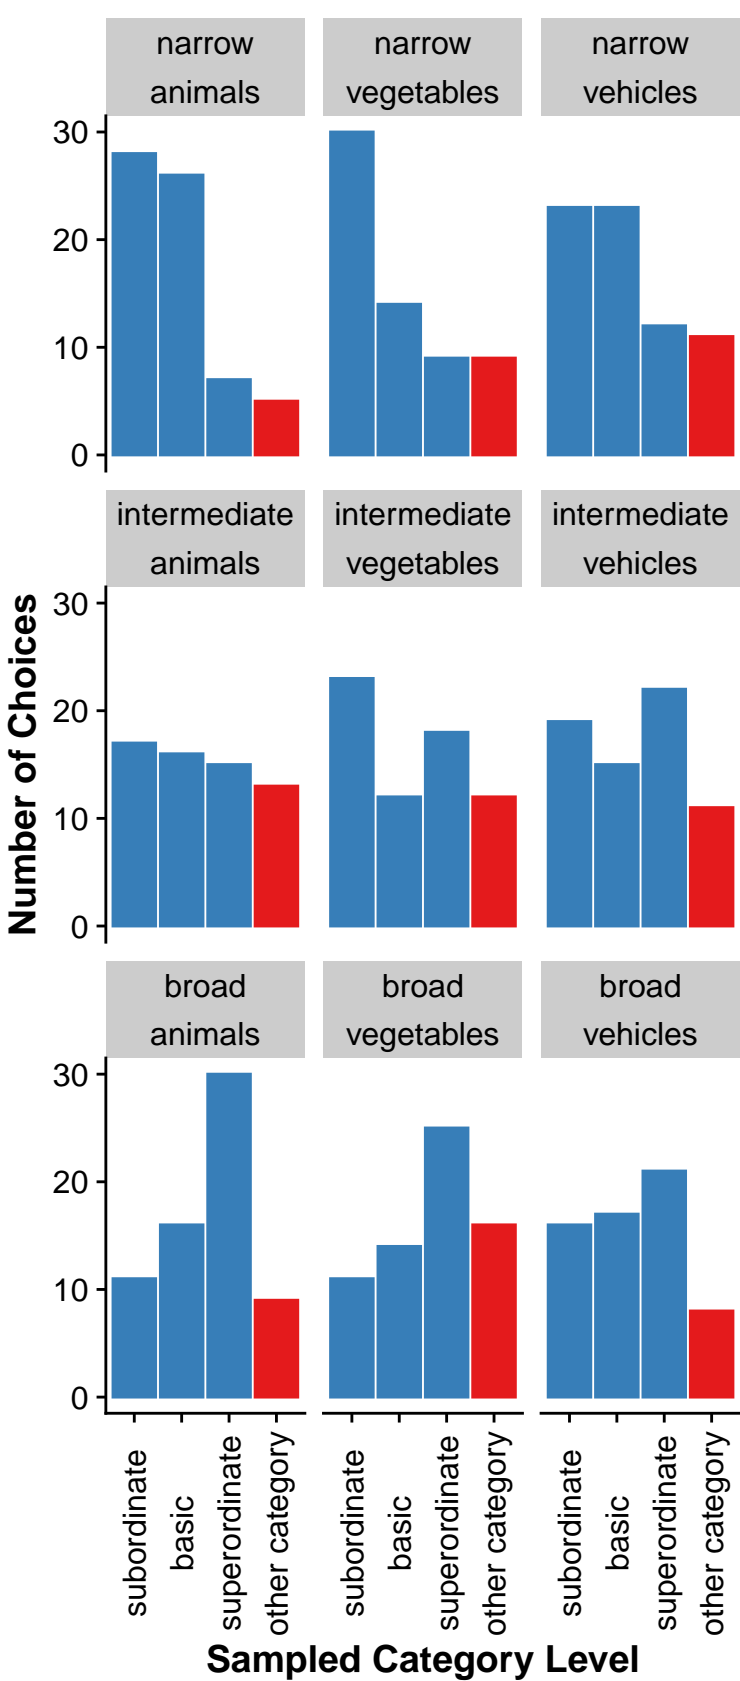 narrow narrow narrow
animals vegetables vehicles
30
20
10
0
intermediate intermediate intermediate
animals vegetables vehicles
30
20
10
0
Number of Choices
broad broad broad
animals vegetables vehicles
30
20
10
0
subordinate
basic
superordinate
other category
subordinate
basic
superordinate
other category
subordinate
basic
superordinate
other category
Sampled Category Level